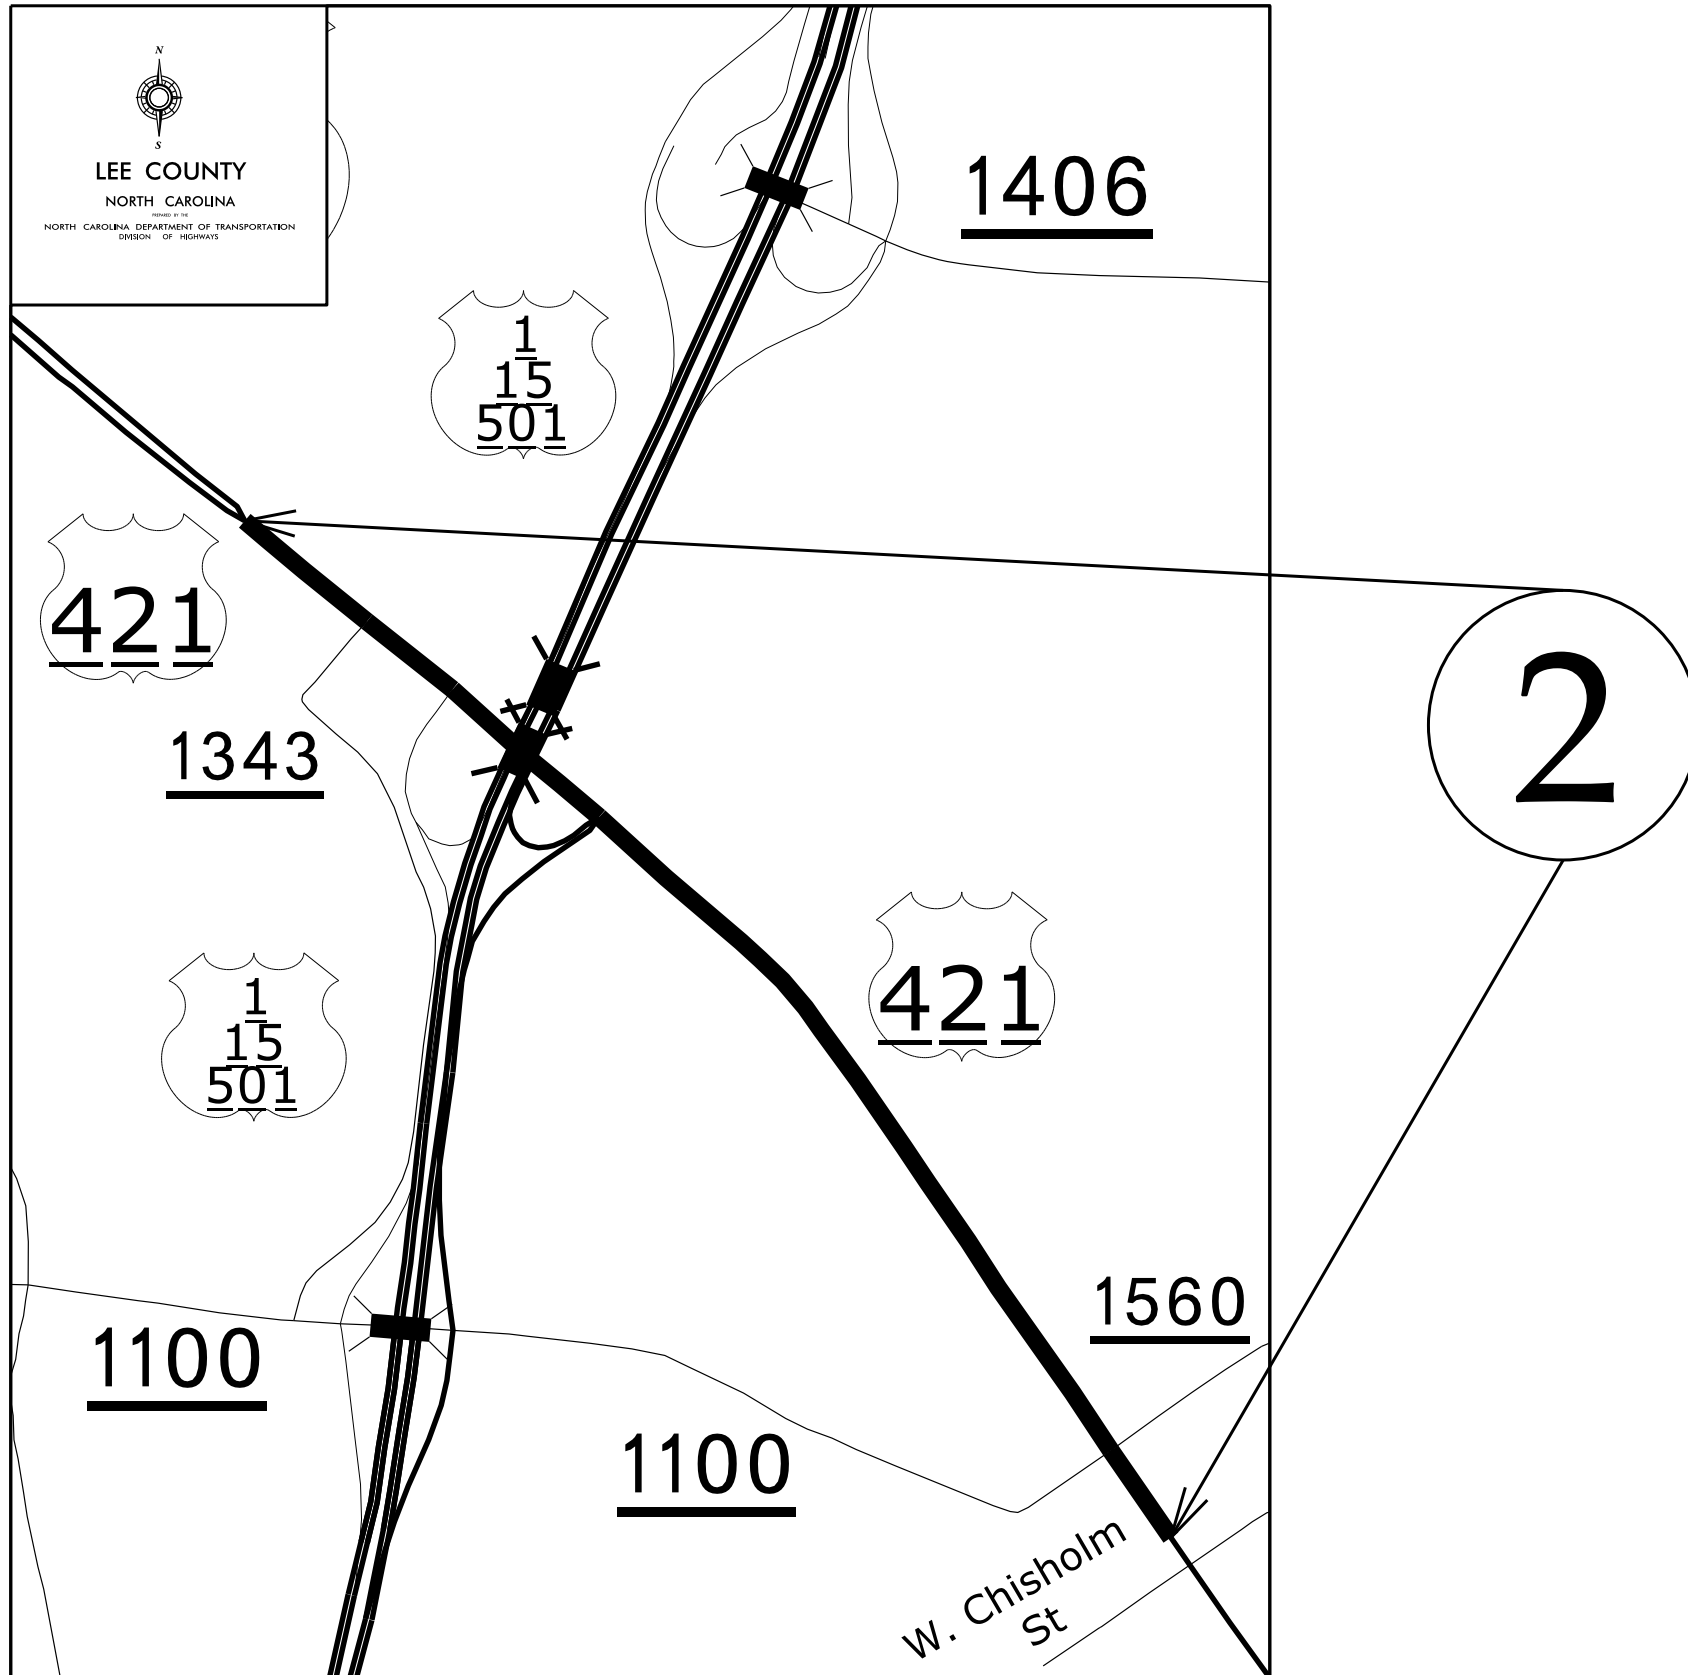 N
S
LEE COUNTY
NORTH CAROLINA
PREPARED BY THE
NORTH CAROLINA DEPARTMENT OF TRANSPORTATION
DIVISION OF HIGHWAYS
1406
1
15
501
421
2
1343
421
1
15
501
1560
1100
1100
W. Chisholm
St